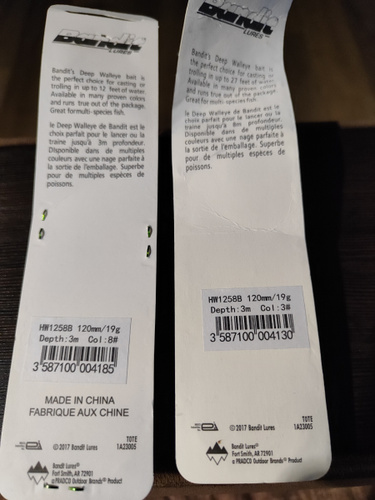 Bandit
LURES
Bandit's Deep Walleye bait is
the perfect choice for casting or
trolling in up to 12 feet of water
Available in many proven colors
and runs true out of the package.
Great formulti-species fish.
le Deep Walleye de Bandit est le
choix parfait pour le lancer ou la
traine jusqu'à 3m profondeur.
Disponible dans de multiples
couleurs avec une nage parfaite à
la sortie de l'emballage. Superbe
pour de multiples espèces de
poissons.
HW1258B 120mm/19g
Depth:3m Col:8#
3 587100 004185
MADE IN CHINA
FABRIQUE AUX CHINE
TOTE
1A23005
©2017 Bandit Lures
Bandit Lures®
Fort Smith, AR 72901
a PRADCO Outdoor Brands® Product
Bandit
LURES
Bandit's Deep Walleye bait is
the perfect choice for casting or
trolling in up to 27 feet of water
Available in many proven colors
and runs true out of the package.
Great for multi-species fish.
le Deep Walleye de Bandit est le
choix parfait pour le lancer ou la
traine jusqu'à 8m profondeur.
Disponible dans de multiples
couleurs avec une nage parfaite à
la sortie de l'emballage. Superbe
pour de multiples espèces de
poissons.
HW1258B 120mm/19g
Depth:3m Col:3#
3 587100 004130
TOTE
1A23005
©2017 Bandit Lures
Bandit Lures®
Fort Smith, AR 72901
a PRADCO Outdoor Brands® Product